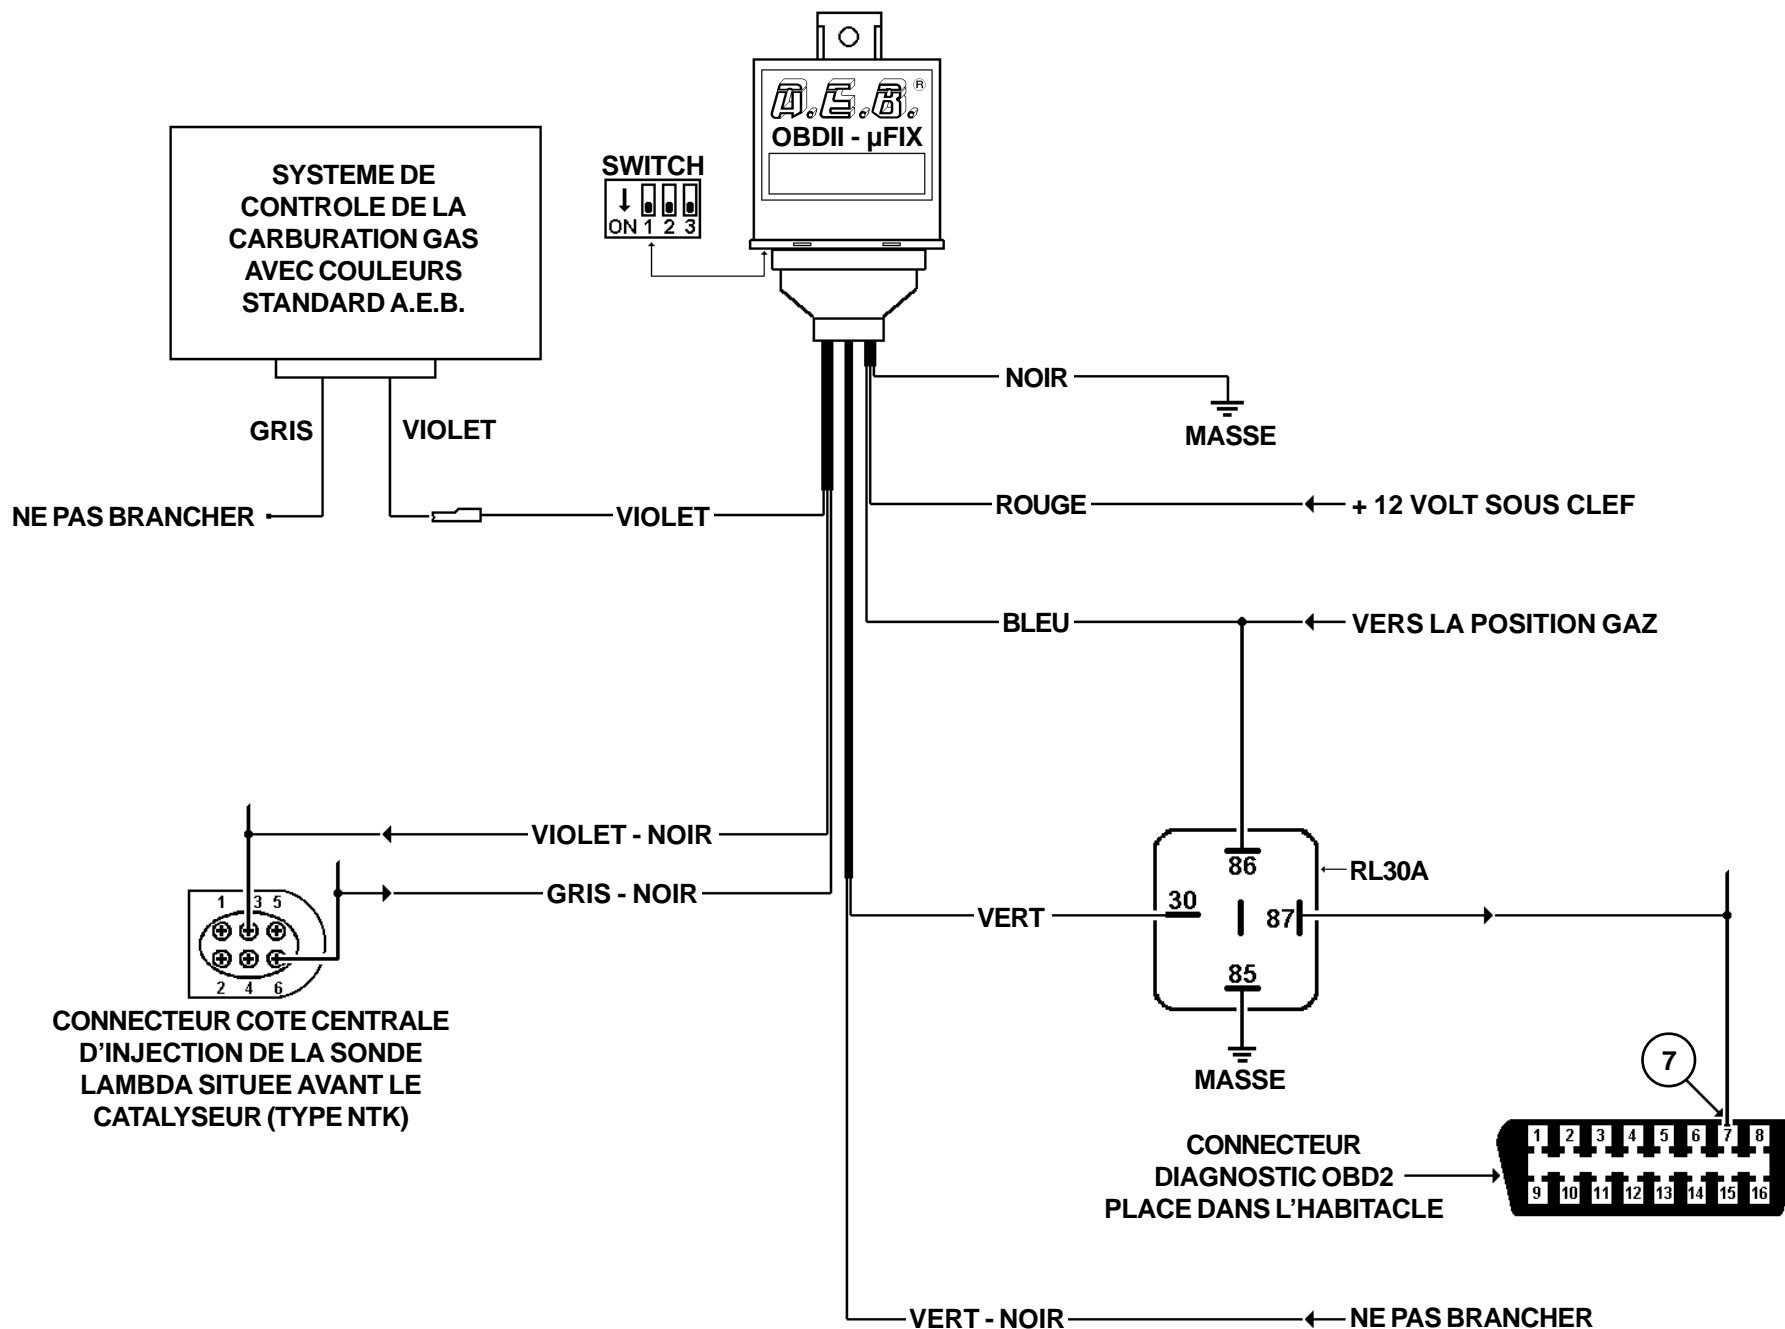 A.E.B.®
OBDII - µFIX
SWITCH
ON 1 2 3
SYSTEME DE
CONTROLE DE LA
CARBURATION GAS
AVEC COULEURS
STANDARD A.E.B.
GRIS
VIOLET
NE PAS BRANCHER
VIOLET
NOIR
MASSE
ROUGE
+ 12 VOLT SOUS CLEF
BLEU
VERS LA POSITION GAZ
VIOLET - NOIR
GRIS - NOIR
1 3 5
2 4 6
CONNECTEUR COTE CENTRALE
D'INJECTION DE LA SONDE
LAMBDA SITUEE AVANT LE
CATALYSEUR (TYPE NTK)
VERT
86
30
87
85
RL30A
MASSE
7
CONNECTEUR
DIAGNOSTIC OBD2
PLACE DANS L'HABITACLE
1 2 3 4 5 6 7 8
9 10 11 12 13 14 15 16
VERT - NOIR
NE PAS BRANCHER